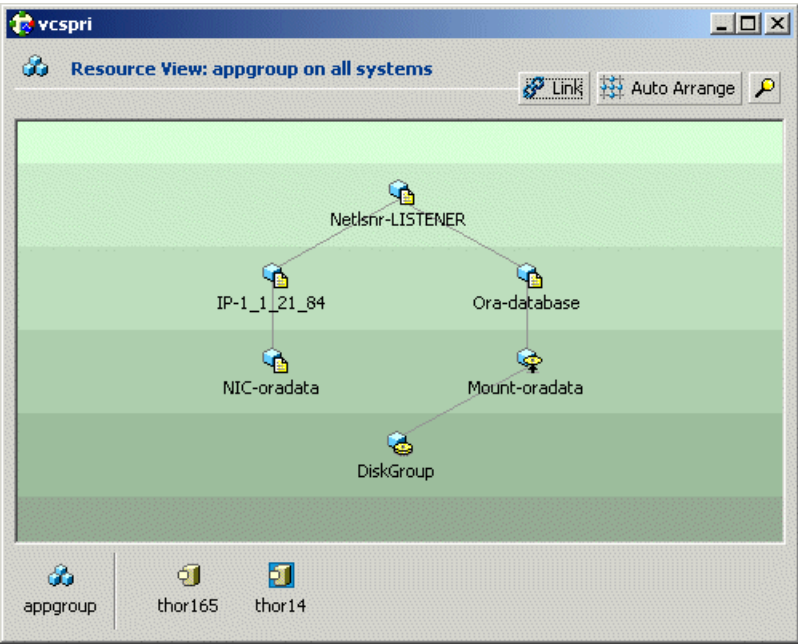 vcspri
Resource View: appgroup on all systems
Link
Auto Arrange
Netlsnr-LISTENER
IP-1_1_21_84
Ora-database
NIC-oradata
Mount-oradata
DiskGroup
appgroup
thor165
thor14